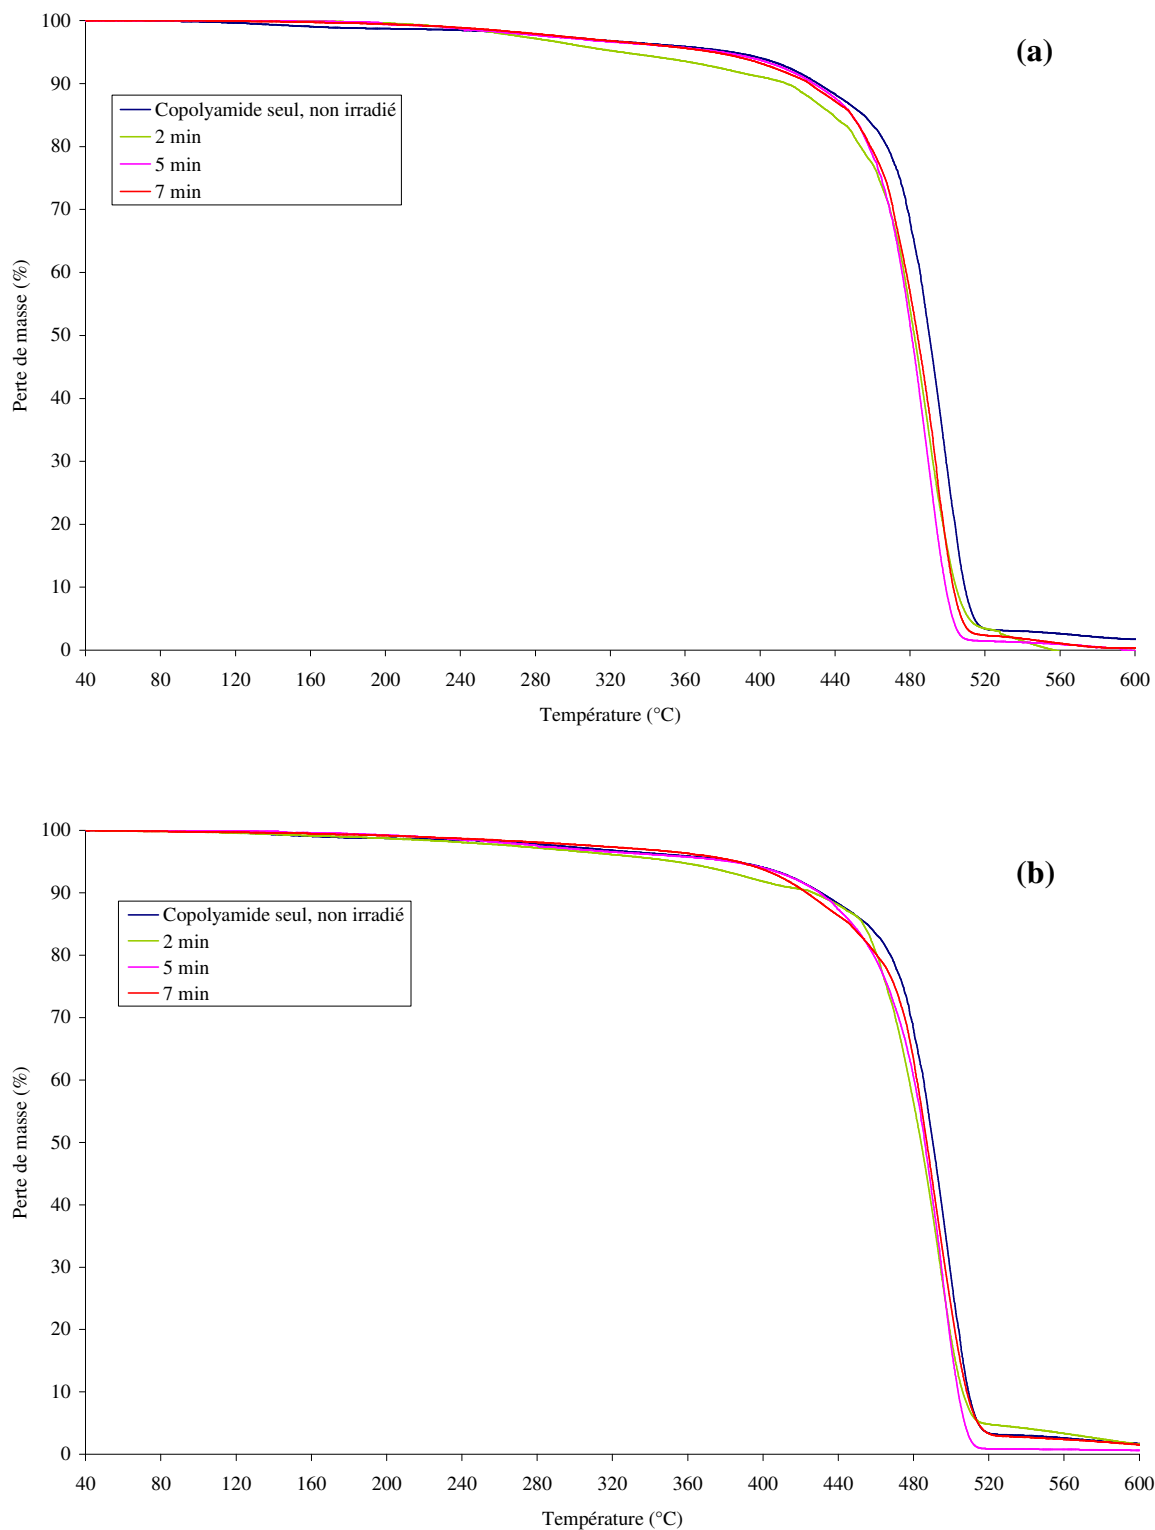 (a)
100
90
80
70
60
50
40
30
20
10
0
Perte de masse (%)
Copolyamide seul, non irradié
2 min
5 min
7 min
40 80 120 160 200 240 280 320 360 400 440 480 520 560 600
Température (°C)
(b)
100
90
80
70
60
50
40
30
20
10
0
Perte de masse (%)
Copolyamide seul, non irradié
2 min
5 min
7 min
40 80 120 160 200 240 280 320 360 400 440 480 520 560 600
Température (°C)